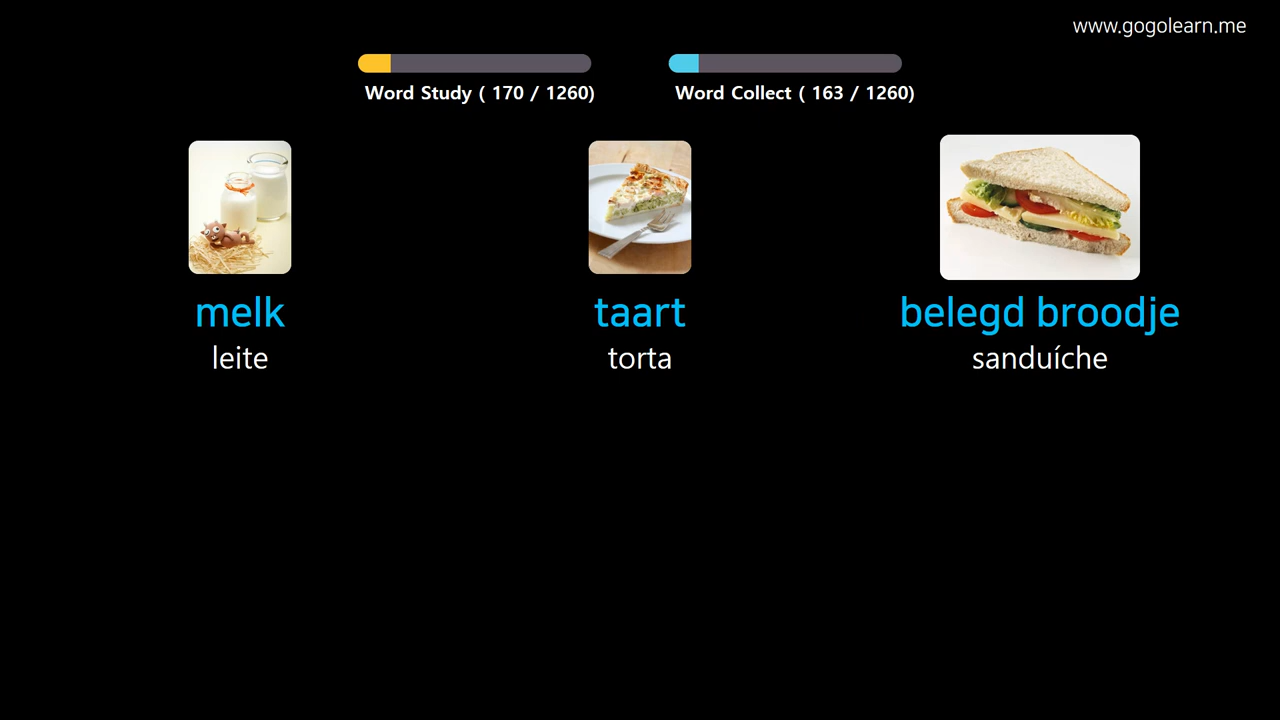 www.gogolearn.me
Word Study ( 170 / 1260)
Word Collect ( 163 / 1260)
melk
taart
belegd broodje
leite
torta
sanduíche